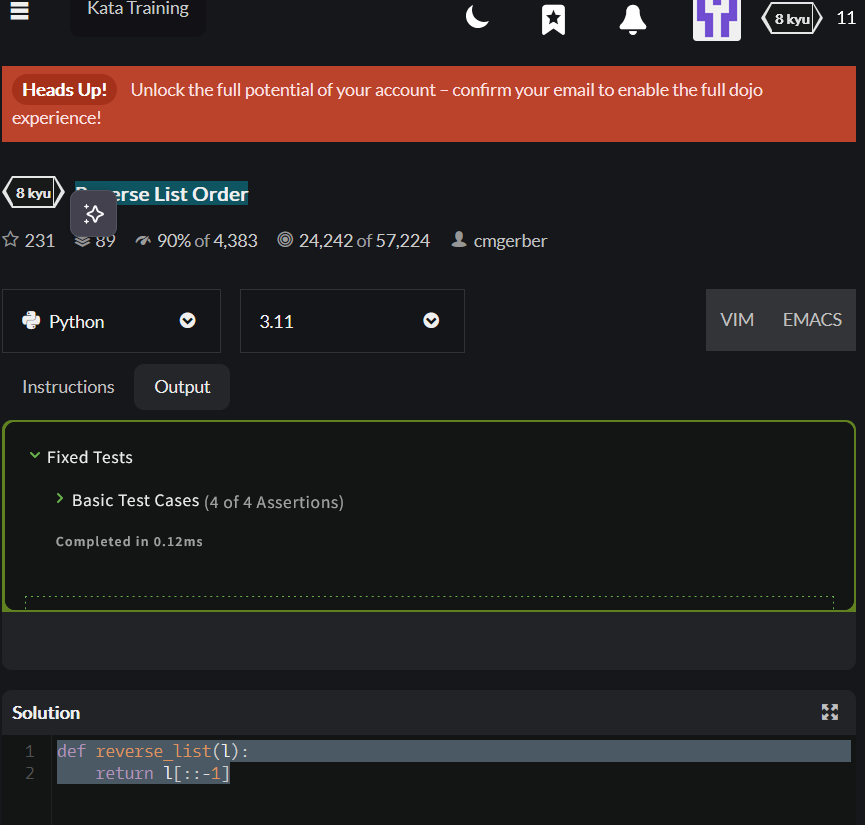 Kata Training
8 kyu 11
Heads Up! Unlock the full potential of your account – confirm your email to enable the full dojo
experience!
8 kyu Reverse List Order
231 89 90% of 4,383 24,242 of 57,224 cmgerber
Python 3.11 VIM EMACS
Instructions Output
Fixed Tests
Basic Test Cases (4 of 4 Assertions)
Completed in 0.12ms
Solution
1 def reverse_list(l):
2     return l[::-1]